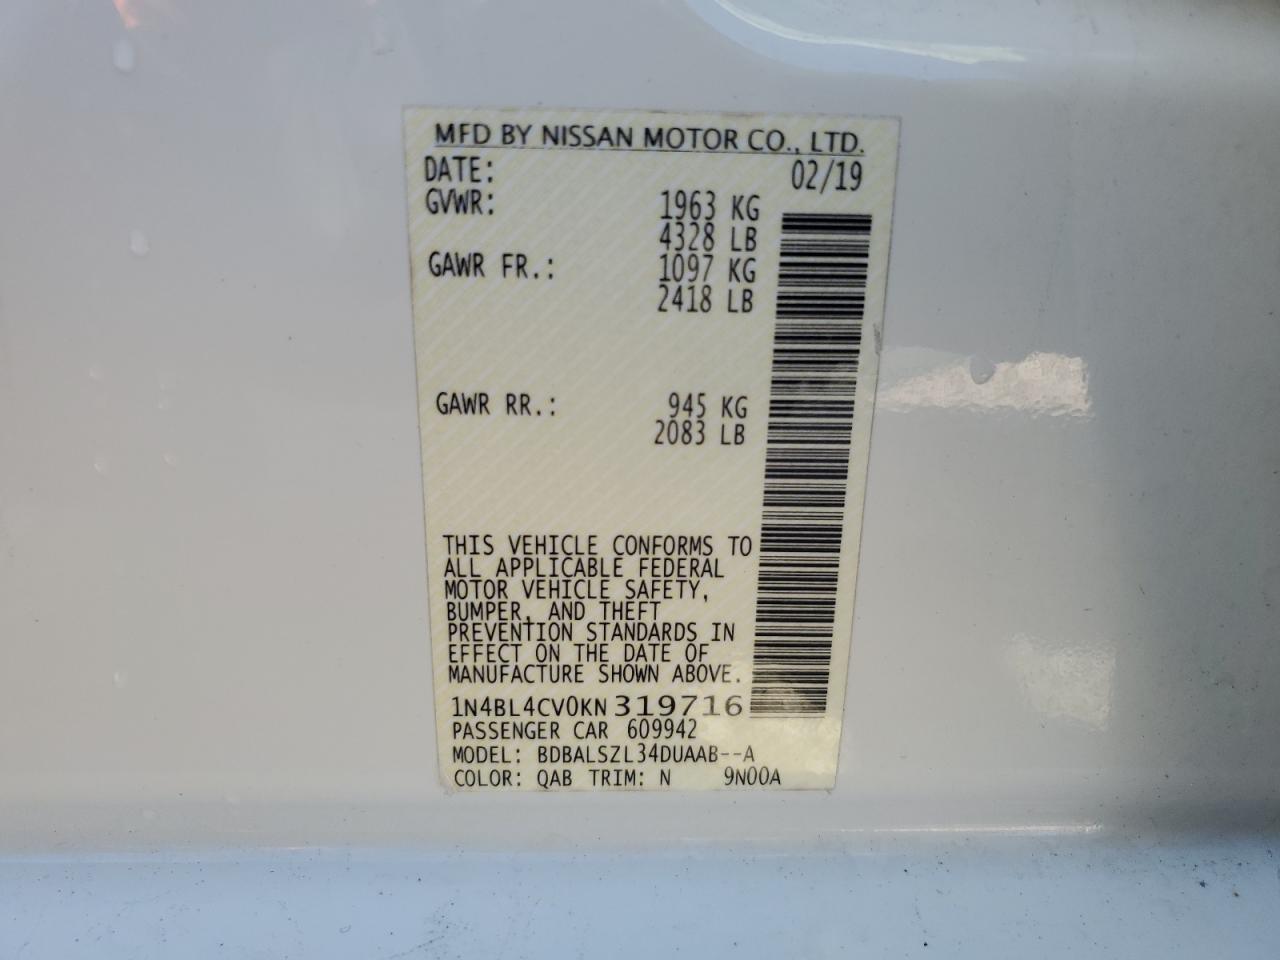 MFD BY NISSAN MOTOR CO., LTD.
DATE: 02/19
GVWR: 1963 KG
4328 LB
GAWR FR.: 1097 KG
2418 LB
GAWR RR.: 945 KG
2083 LB
THIS VEHICLE CONFORMS TO
ALL APPLICABLE FEDERAL
MOTOR VEHICLE SAFETY,
BUMPER, AND THEFT
PREVENTION STANDARDS IN
EFFECT ON THE DATE OF
MANUFACTURE SHOWN ABOVE.
1N4BL4CV0KN319716
PASSENGER CAR 609942
MODEL: BDBALSZL34DUAAB--A
COLOR: QAB TRIM: N 9N00A